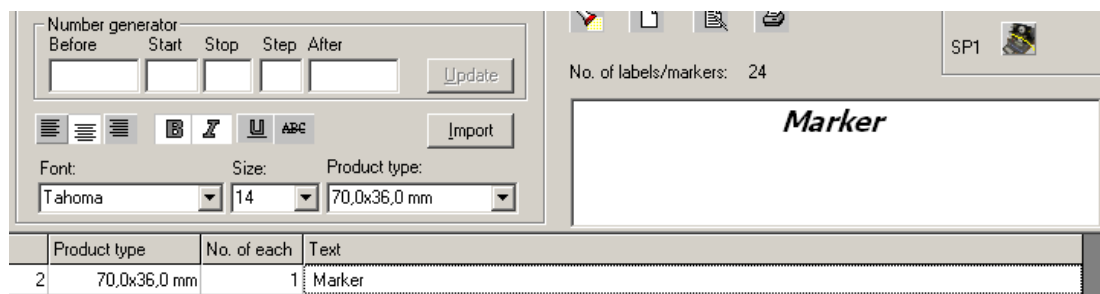 Number generator
Before Start Stop Step After
Update
No. of labels/markers: 24
SP1
B I U ABC
Import
Marker
Font: Size: Product type:
Tahoma 14 70,0x36,0 mm
Product type No. of each Text
2 70,0x36,0 mm 1 Marker